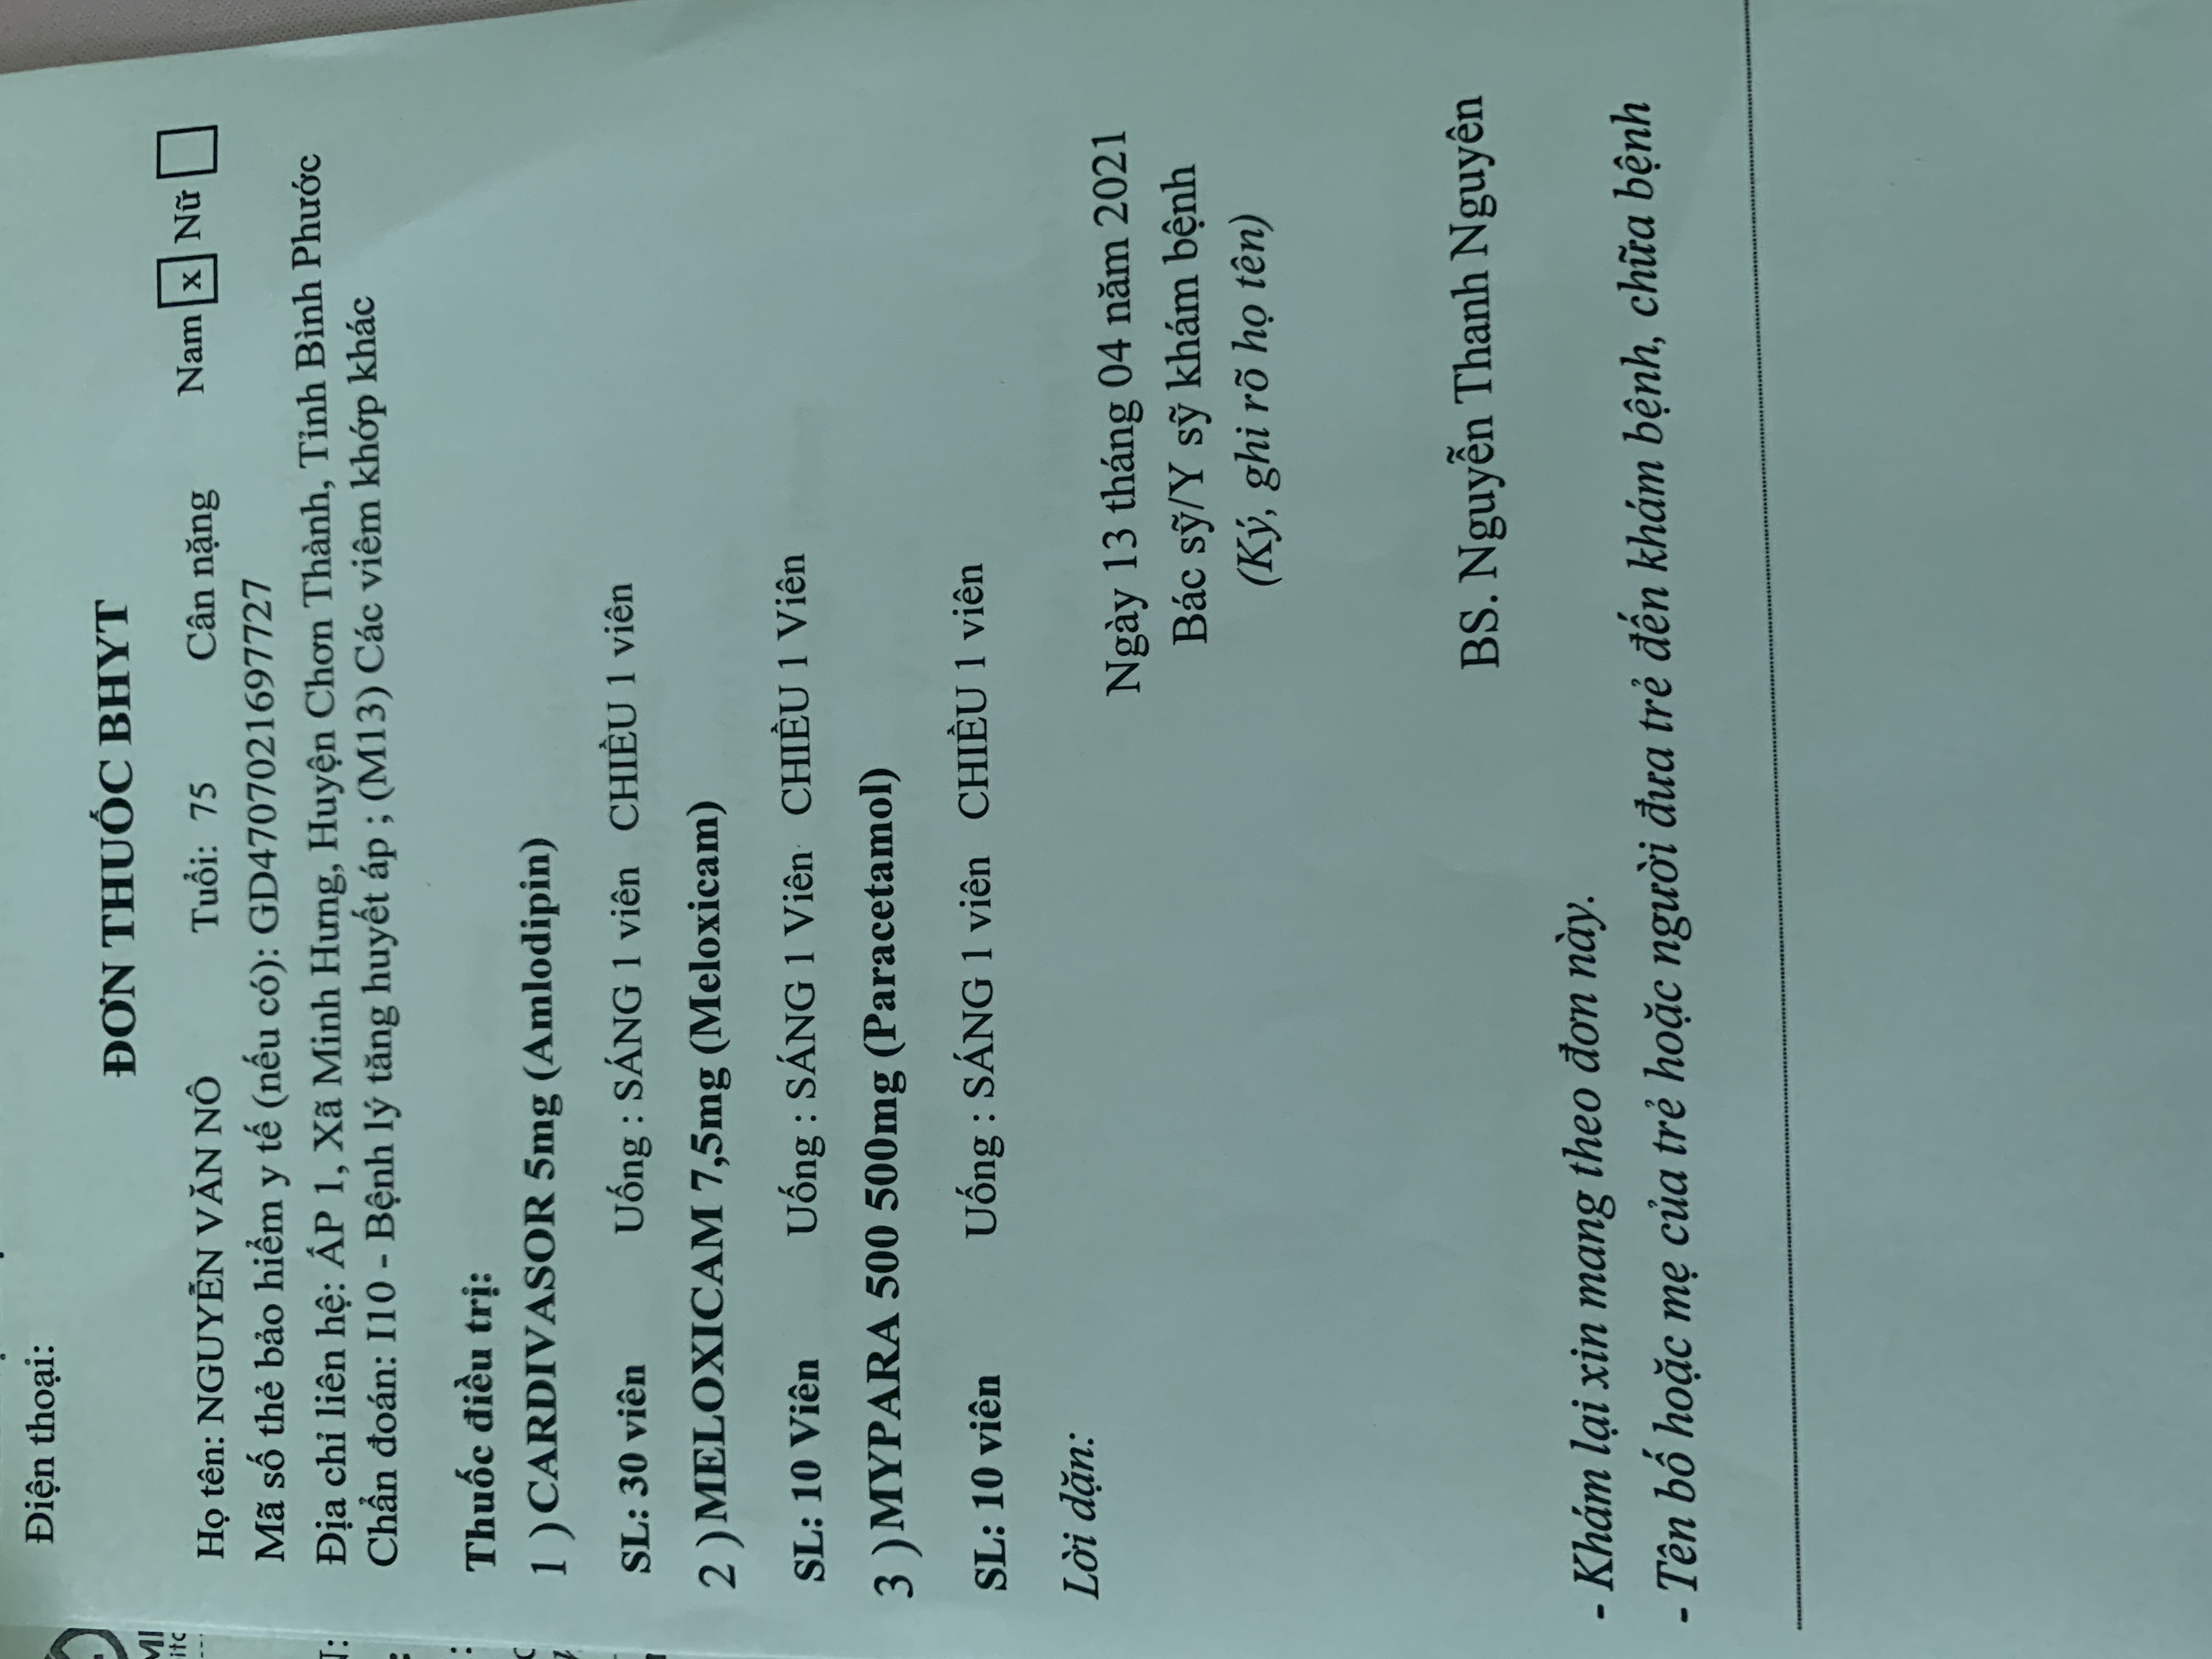 Điện thoại:
ĐƠN THUỐC BHYT
Họ tên: NGUYỄN VĂN NÔ Tuổi: 75 Cân nặng Nam x Nữ
Mã số thẻ bảo hiểm y tế (nếu có): GD4707021697727
Địa chỉ liên hệ: ẤP 1, Xã Minh Hưng, Huyện Chơn Thành, Tỉnh Bình Phước
Chẩn đoán: I10 - Bệnh lý tăng huyết áp ; (M13) Các viêm khớp khác
Thuốc điều trị:
1 ) CARDIVASOR 5mg (Amlodipin)
SL: 30 viên Uống : SÁNG 1 viên CHIỀU 1 viên
2 ) MELOXICAM 7,5mg (Meloxicam)
SL: 10 Viên Uống : SÁNG 1 Viên CHIỀU 1 Viên
3 ) MYPARA 500 500mg (Paracetamol)
SL: 10 viên Uống : SÁNG 1 viên CHIỀU 1 viên
Lời dặn:
Ngày 13 tháng 04 năm 2021
Bác sỹ/Y sỹ khám bệnh
(Ký, ghi rõ họ tên)
BS. Nguyễn Thanh Nguyên
- Khám lại xin mang theo đơn này.
- Tên bố hoặc mẹ của trẻ hoặc người đưa trẻ đến khám bệnh, chữa bệnh